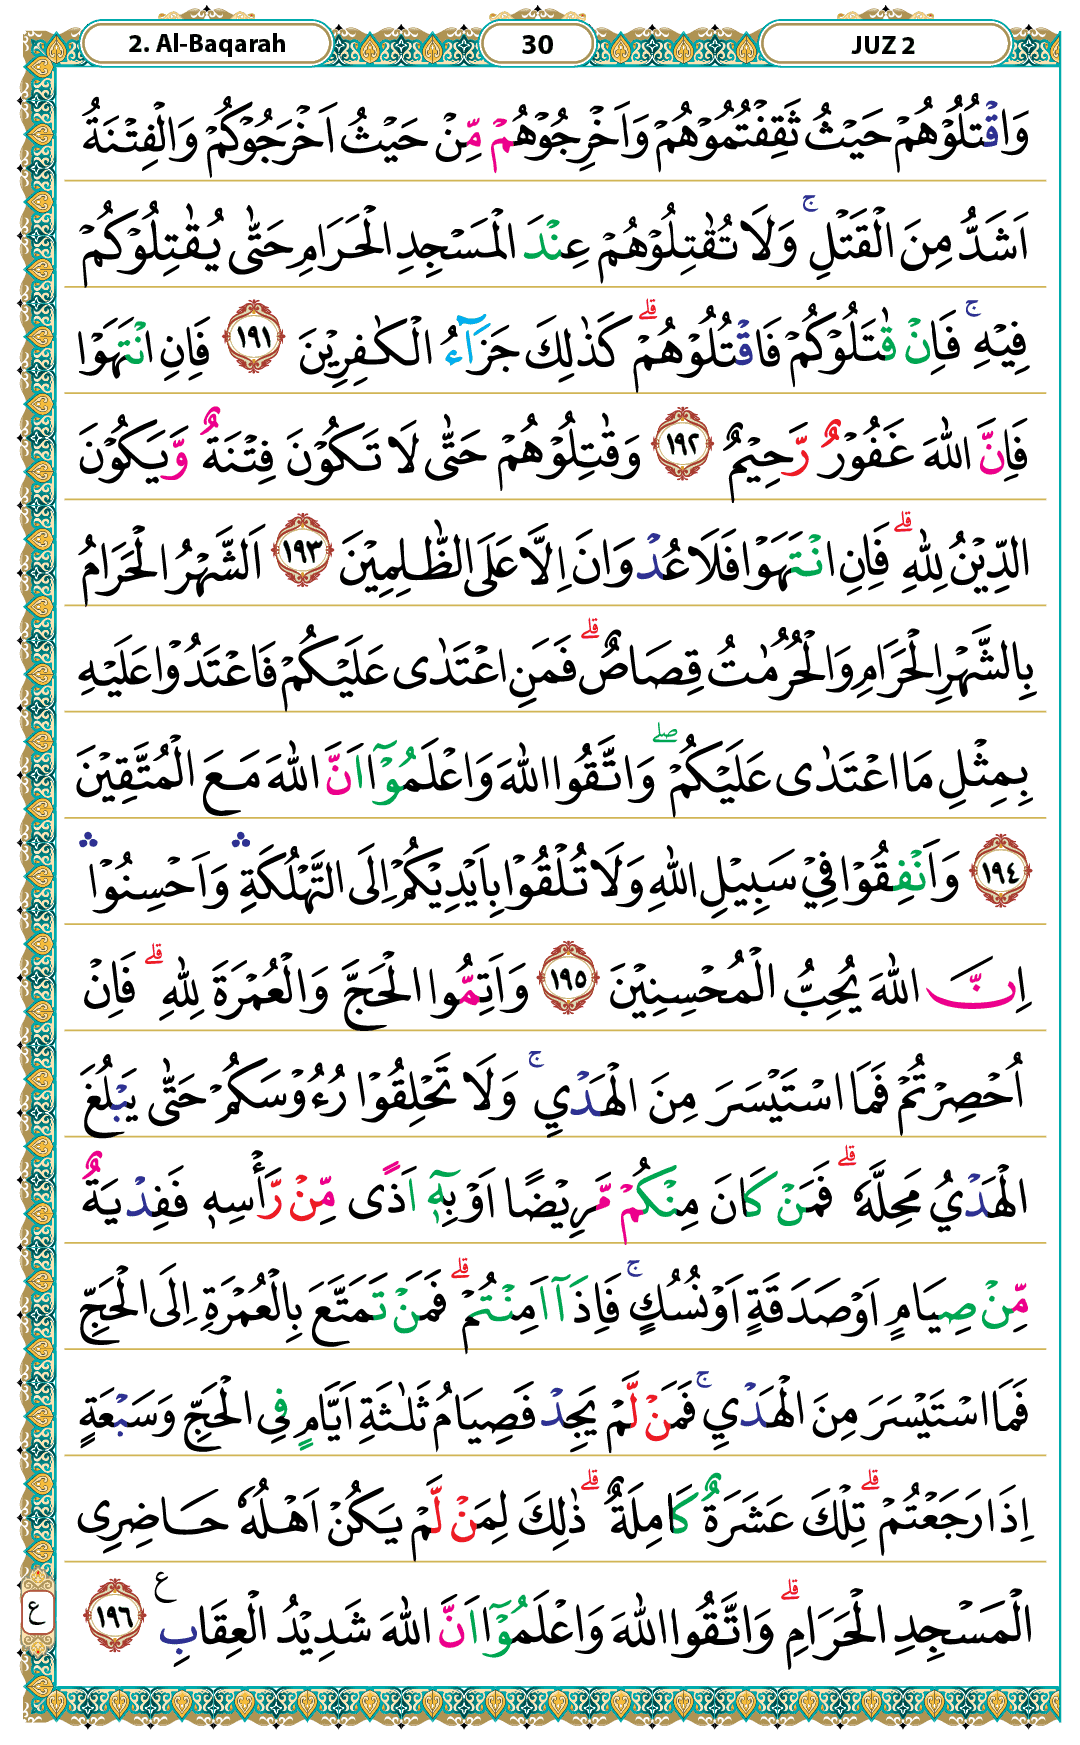 2. Al-Baqarah
30
JUZ 2
وَاقْتُلُوْهُمْ حَيْثُ ثَقِفْتُمُوْهُمْ وَاَخْرِجُوْهُمْ مِّنْ حَيْثُ اَخْرَجُوْكُمْ وَالْفِتْنَةُ
اَشَدُّ مِنَ الْقَتْلِ ۚ وَلَا تُقٰتِلُوْهُمْ عِنْدَ الْمَسْجِدِ الْحَرَامِ حَتّٰى يُقٰتِلُوْكُمْ
فِيْهِ ۚ فَاِنْ قٰتَلُوْكُمْ فَاقْتُلُوْهُمْ ۗ كَذٰلِكَ جَزَاۤءُ الْكٰفِرِيْنَ ١٩١ فَاِنِ انْتَهَوْا
فَاِنَّ اللّٰهَ غَفُوْرٌ رَّحِيْمٌ ١٩٢ وَقٰتِلُوْهُمْ حَتّٰى لَا تَكُوْنَ فِتْنَةٌ وَّيَكُوْنَ
الدِّيْنُ لِلّٰهِ ۗ فَاِنِ انْتَهَوْا فَلَا عُدْوَانَ اِلَّا عَلَى الظّٰلِمِيْنَ ١٩٣ اَلشَّهْرُ الْحَرَامُ
بِالشَّهْرِ الْحَرَامِ وَالْحُرُمٰتُ قِصَاصٌ ۗ فَمَنِ اعْتَدٰى عَلَيْكُمْ فَاعْتَدُوْا عَلَيْهِ
بِمِثْلِ مَا اعْتَدٰى عَلَيْكُمْ ۖ وَاتَّقُوا اللّٰهَ وَاعْلَمُوْٓا اَنَّ اللّٰهَ مَعَ الْمُتَّقِيْنَ
١٩٤ وَاَنْفِقُوْا فِيْ سَبِيْلِ اللّٰهِ وَلَا تُلْقُوْا بِاَيْدِيْكُمْ اِلَى التَّهْلُكَةِ ۛ وَاَحْسِنُوْا ۛ
اِنَّ اللّٰهَ يُحِبُّ الْمُحْسِنِيْنَ ١٩٥ وَاَتِمُّوا الْحَجَّ وَالْعُمْرَةَ لِلّٰهِ ۗ فَاِنْ
اُحْصِرْتُمْ فَمَا اسْتَيْسَرَ مِنَ الْهَدْيِ ۚ وَلَا تَحْلِقُوْا رُءُوْسَكُمْ حَتّٰى يَبْلُغَ
الْهَدْيُ مَحِلَّهٗ ۗ فَمَنْ كَانَ مِنْكُمْ مَّرِيْضًا اَوْ بِهٖٓ اَذًى مِّنْ رَّأْسِهٖ فَفِدْيَةٌ
مِّنْ صِيَامٍ اَوْ صَدَقَةٍ اَوْ نُسُكٍ ۚ فَاِذَآ اَمِنْتُمْ ۗ فَمَنْ تَمَتَّعَ بِالْعُمْرَةِ اِلَى الْحَجِّ
فَمَا اسْتَيْسَرَ مِنَ الْهَدْيِ ۚ فَمَنْ لَّمْ يَجِدْ فَصِيَامُ ثَلٰثَةِ اَيَّامٍ فِى الْحَجِّ وَسَبْعَةٍ
اِذَا رَجَعْتُمْ ۗ تِلْكَ عَشَرَةٌ كَامِلَةٌ ۗ ذٰلِكَ لِمَنْ لَّمْ يَكُنْ اَهْلُهٗ حَاضِرِى
الْمَسْجِدِ الْحَرَامِ ۗ وَاتَّقُوا اللّٰهَ وَاعْلَمُوْٓا اَنَّ اللّٰهَ شَدِيْدُ الْعِقَابِ ع ١٩٦
ع